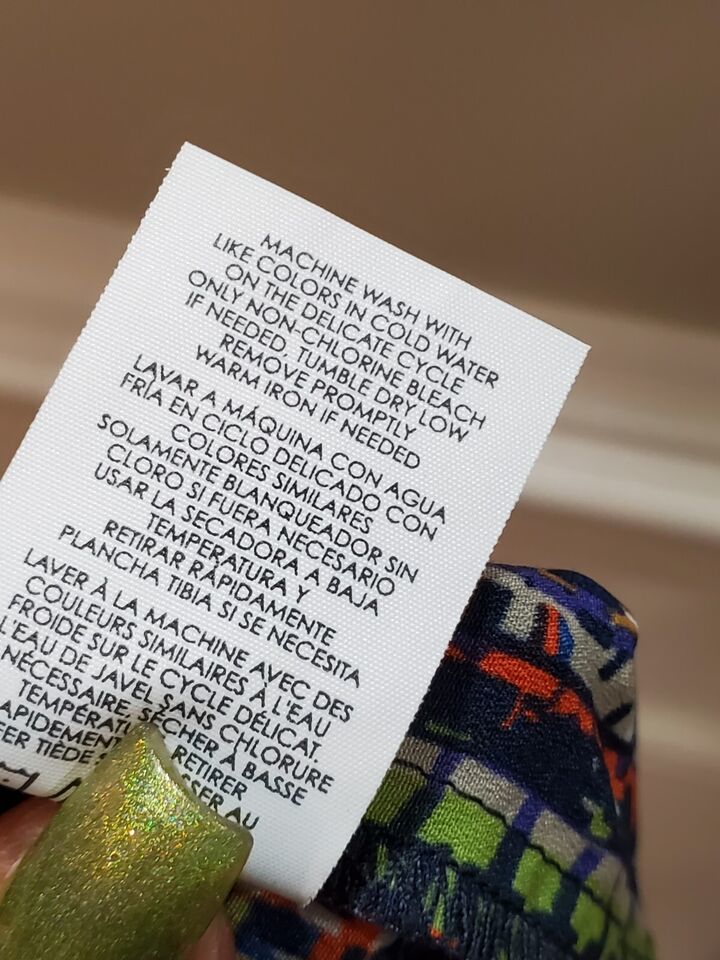 MACHINE WASH WITH
LIKE COLORS IN COLD WATER
ON THE DELICATE CYCLE
ONLY NON-CHLORINE BLEACH
IF NEEDED. TUMBLE DRY LOW
REMOVE PROMPTLY
WARM IRON IF NEEDED
LAVAR A MÁQUINA CON AGUA
FRÍA EN CICLO DELICADO CON
COLORES SIMILARES
SOLAMENTE BLANQUEADOR SIN
CLORO SI FUERA NECESARIO
USAR LA SECADORA A BAJA
TEMPERATURA Y
RETIRAR RÁPIDAMENTE
PLANCHA TIBIA SI SE NECESITA
LAVER À LA MACHINE AVEC DES
COULEURS SIMILAIRES À L'EAU
FROIDE SUR LE CYCLE DÉLICAT.
L'EAU DE JAVEL SANS CHLORURE
NÉCESSAIRE. SÉCHER À BASSE
RETIRER
AU
TIÈDE